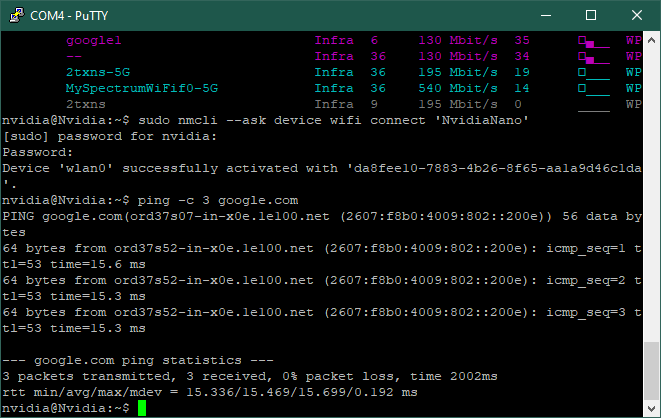 COM4 - PuTTY
google1 Infra 6 130 Mbit/s 35 WP
-- Infra 36 130 Mbit/s 34 WP
2txns-5G Infra 36 195 Mbit/s 19 WP
MySpectrumWiFif0-5G Infra 36 540 Mbit/s 14 WP
2txns Infra 9 195 Mbit/s 0 WP
nvidia@Nvidia:~$ sudo nmcli --ask device wifi connect 'NvidiaNano'
[sudo] password for nvidia:
Password:
Device 'wlan0' successfully activated with 'da8fee10-7883-4b26-8f65-aa1a9d46c1da
'.
nvidia@Nvidia:~$ ping -c 3 google.com
PING google.com(ord37s07-in-x0e.1e100.net (2607:f8b0:4009:802::200e)) 56 data by
tes
64 bytes from ord37s52-in-x0e.1e100.net (2607:f8b0:4009:802::200e): icmp_seq=1 t
tl=53 time=15.6 ms
64 bytes from ord37s52-in-x0e.1e100.net (2607:f8b0:4009:802::200e): icmp_seq=2 t
tl=53 time=15.3 ms
64 bytes from ord37s52-in-x0e.1e100.net (2607:f8b0:4009:802::200e): icmp_seq=3 t
tl=53 time=15.3 ms
--- google.com ping statistics ---
3 packets transmitted, 3 received, 0% packet loss, time 2002ms
rtt min/avg/max/mdev = 15.336/15.469/15.699/0.192 ms
nvidia@Nvidia:~$